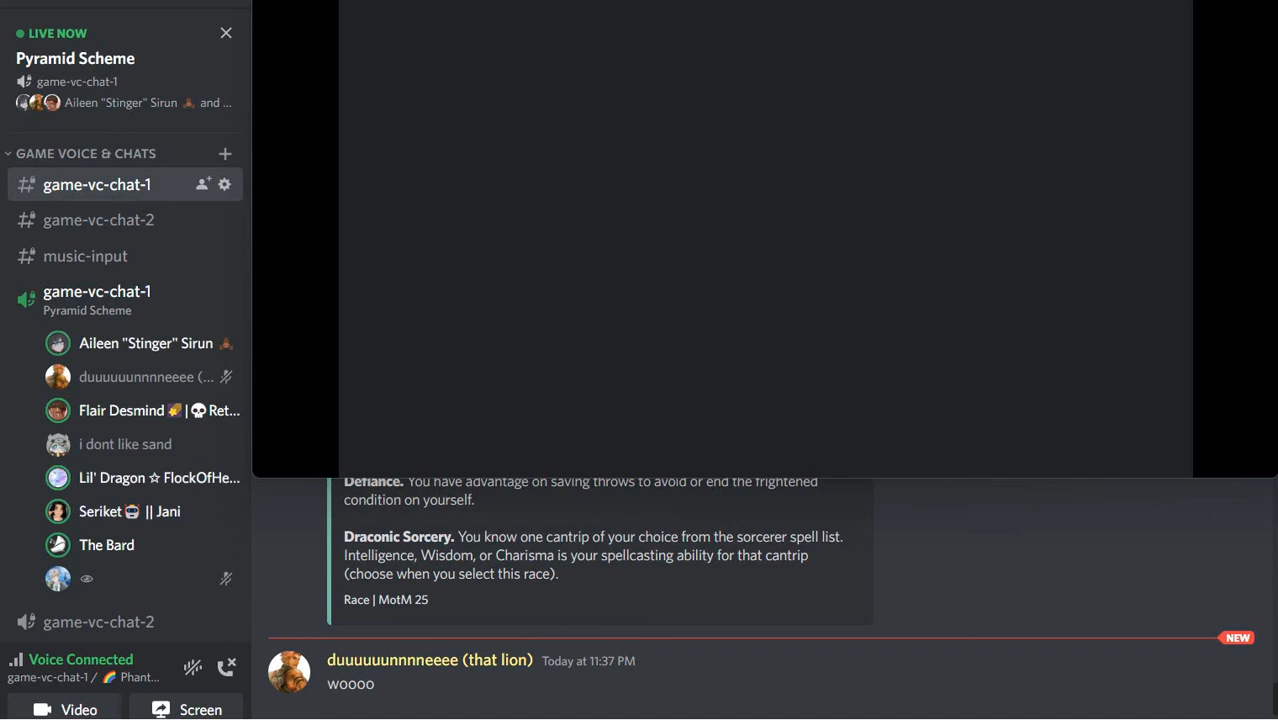 LIVE NOW
Pyramid Scheme
game-vc-chat-1
Aileen "Stinger" Sirun and ...
GAME VOICE & CHATS
game-vc-chat-1
game-vc-chat-2
music-input
game-vc-chat-1
Pyramid Scheme
Aileen "Stinger" Sirun
duuuuuunnnneeee (...
Flair Desmind | Ret...
i dont like sand
Lil' Dragon ☆ FlockOfHe...
Seriket || Jani
The Bard
game-vc-chat-2
Voice Connected
game-vc-chat-1 / Phant...
Video
Screen
Defiance. You have advantage on saving throws to avoid or end the frightened
condition on yourself.
Draconic Sorcery. You know one cantrip of your choice from the sorcerer spell list.
Intelligence, Wisdom, or Charisma is your spellcasting ability for that cantrip
(choose when you select this race).
Race | MotM 25
NEW
duuuuuunnnneeee (that lion) Today at 11:37 PM
woooo